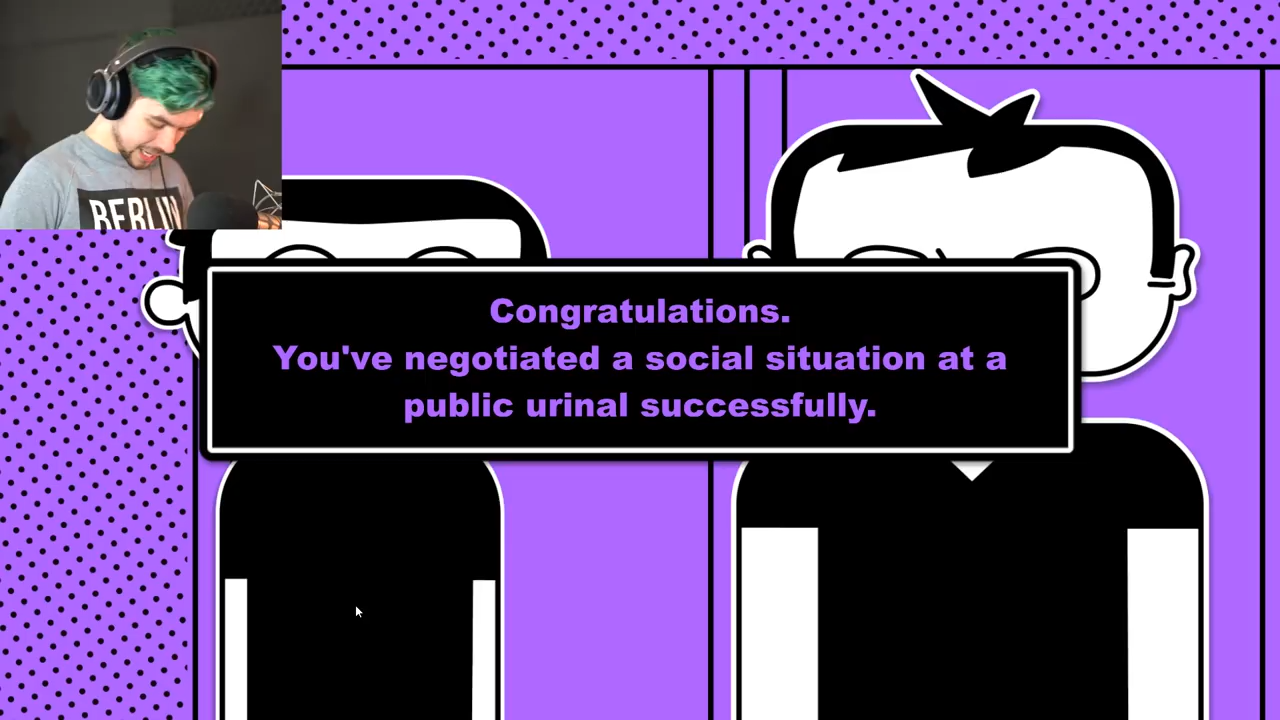 BERLIN
Congratulations.
You've negotiated a social situation at a
public urinal successfully.